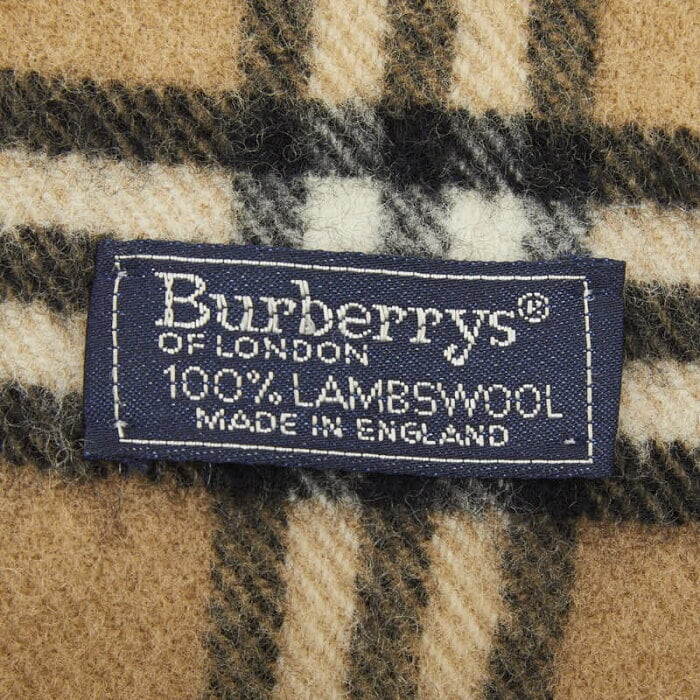 Burberrys®
OF LONDON
100% LAMBSWOOL
MADE IN ENGLAND